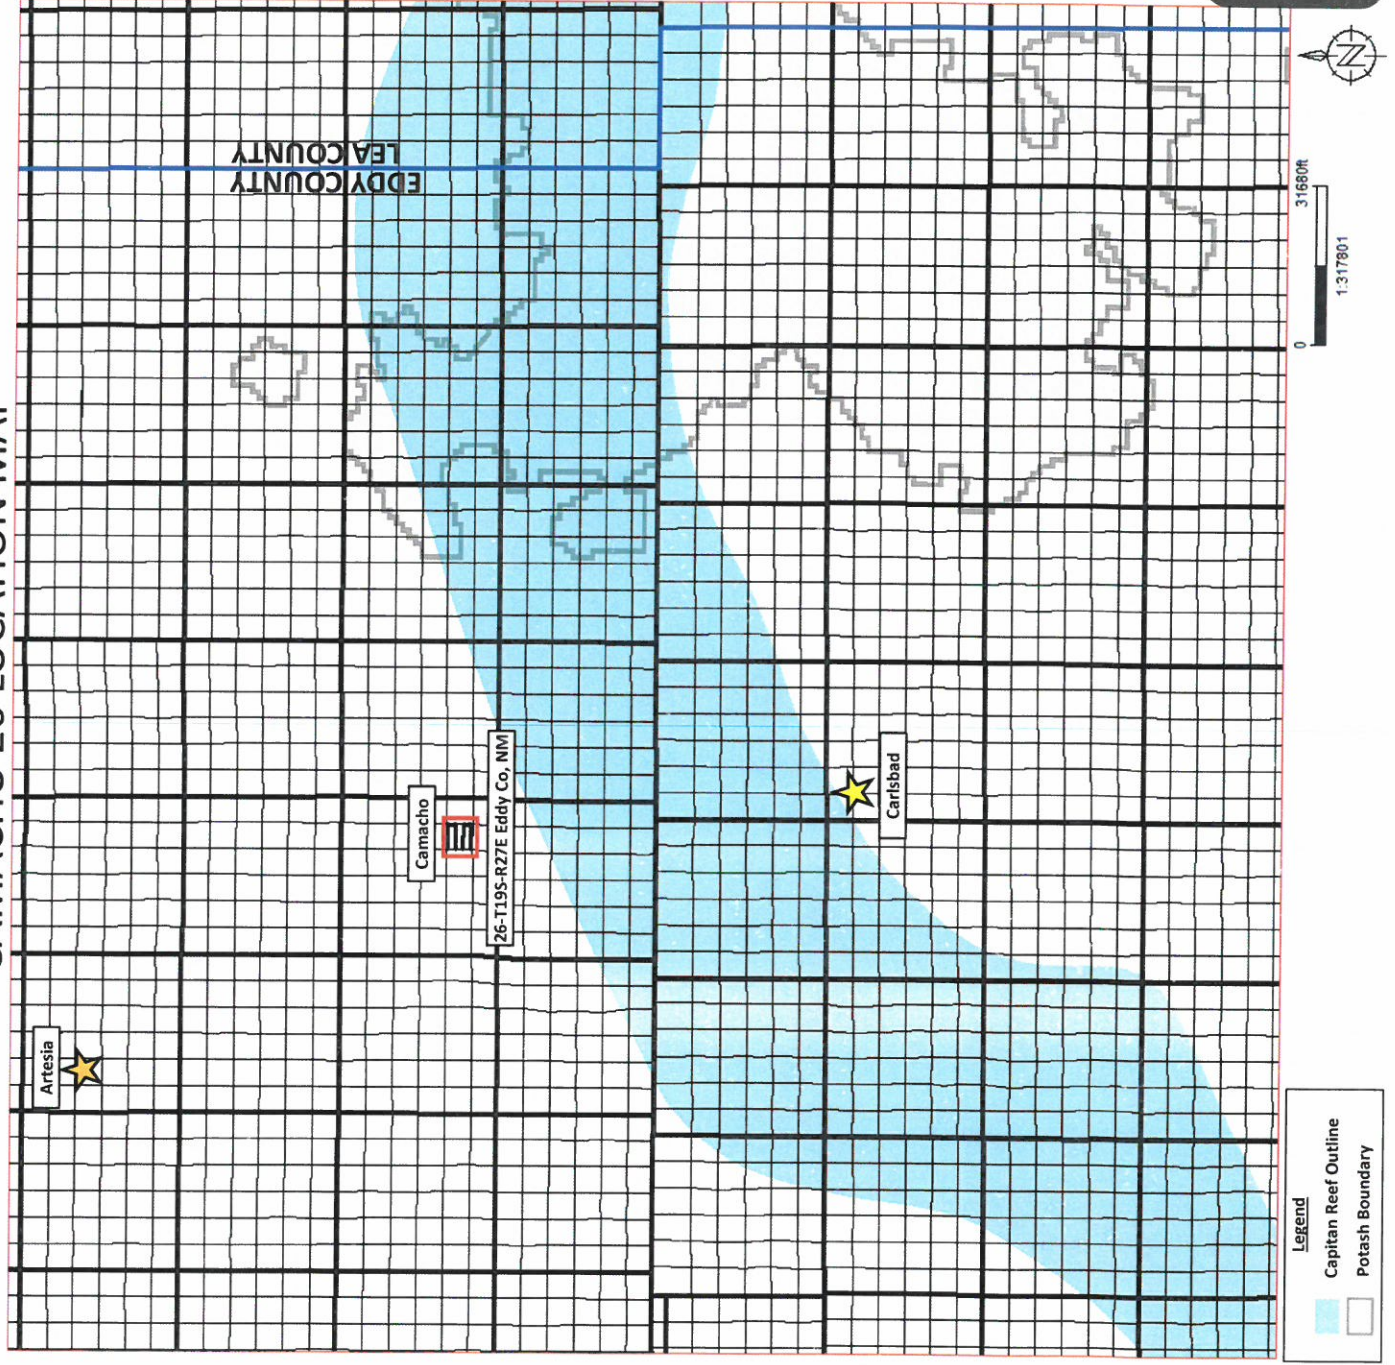 LEA COUNTY
EDDY COUNTY
Artesia
Camacho
26-T19S-R27E Eddy Co, NM
Carlsbad
N
0
31680ft
1:317801
Legend
Capitan Reef Outline
Potash Boundary